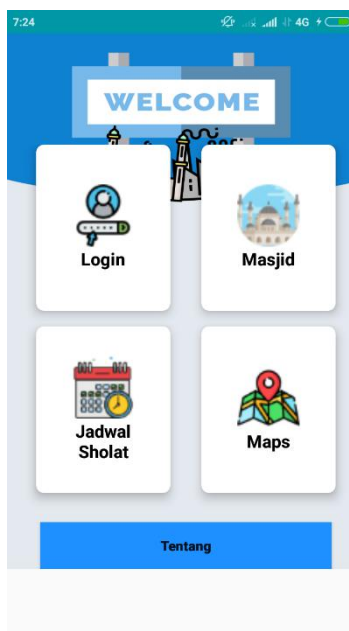 7:24
4G
WELCOME
Login
Masjid
Jadwal
Sholat
Maps
Tentang